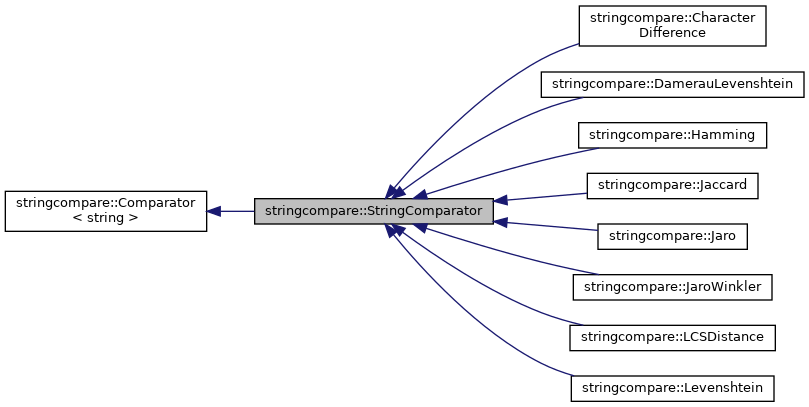 stringcompare::Comparator
< string >
stringcompare::StringComparator
stringcompare::Character
Difference
stringcompare::DamerauLevenshtein
stringcompare::Hamming
stringcompare::Jaccard
stringcompare::Jaro
stringcompare::JaroWinkler
stringcompare::LCSDistance
stringcompare::Levenshtein